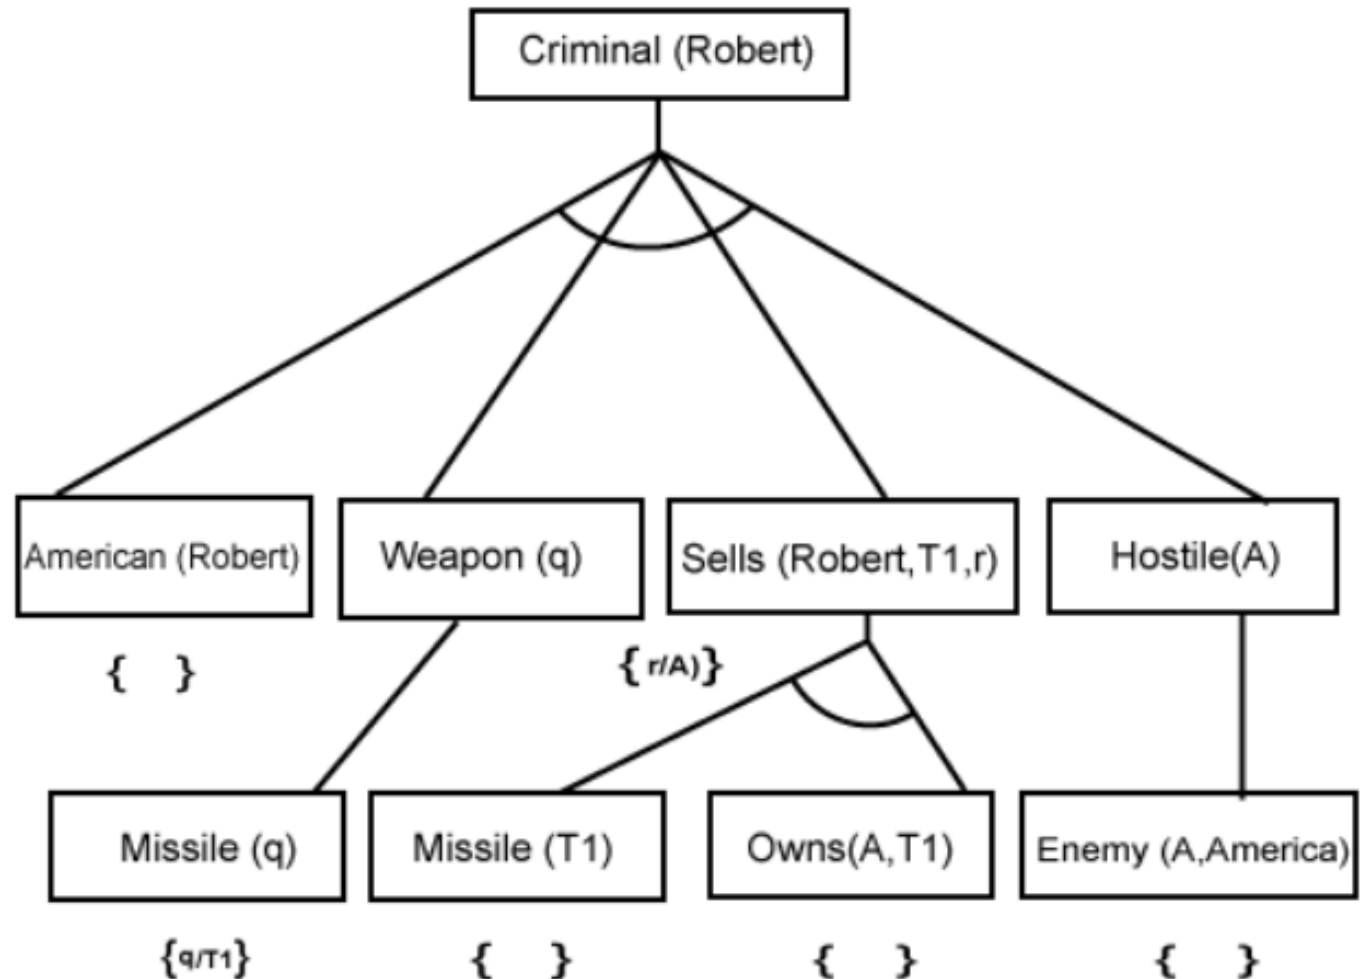 Criminal (Robert)
American (Robert)
Weapon (q)
Sells (Robert,T1,r)
Hostile(A)
{ }
{ r/A)}
Missile (q)
Missile (T1)
Owns(A,T1)
Enemy (A,America)
{q/T1}
{ }
{ }
{ }